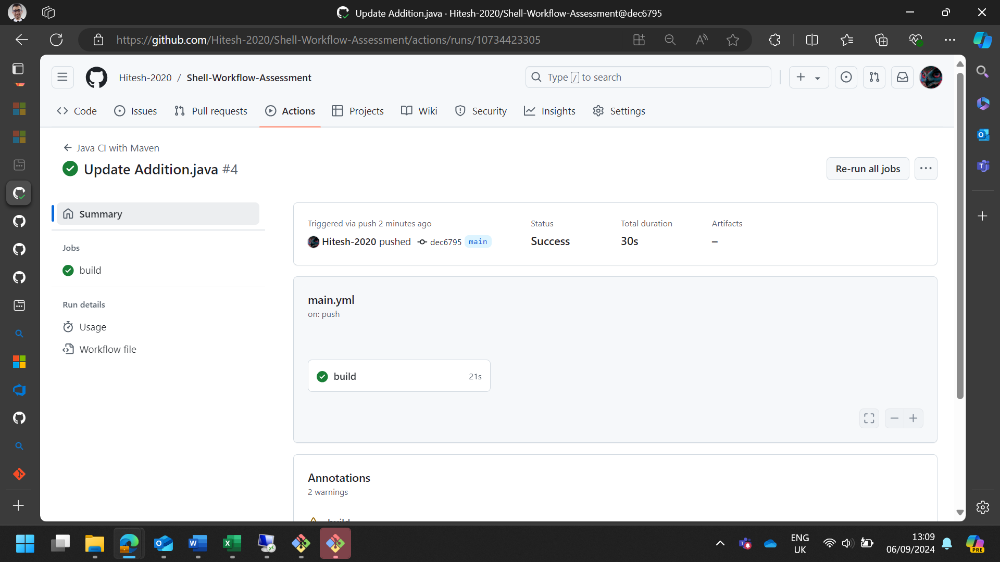 Update Addition.java · Hitesh-2020/Shell-Workflow-Assessment@dec6795
https://github.com/Hitesh-2020/Shell-Workflow-Assessment/actions/runs/10734423305
Hitesh-2020 / Shell-Workflow-Assessment
Type / to search
Code
Issues
Pull requests
Actions
Projects
Wiki
Security
Insights
Settings
Java CI with Maven
Update Addition.java #4
Re-run all jobs
Summary
Jobs
build
Run details
Usage
Workflow file
Triggered via push 2 minutes ago
Hitesh-2020 pushed dec6795 main
Status
Success
Total duration
30s
Artifacts
–
main.yml
on: push
build 21s
Annotations
2 warnings
build
ENG
UK
13:09
06/09/2024
PRE